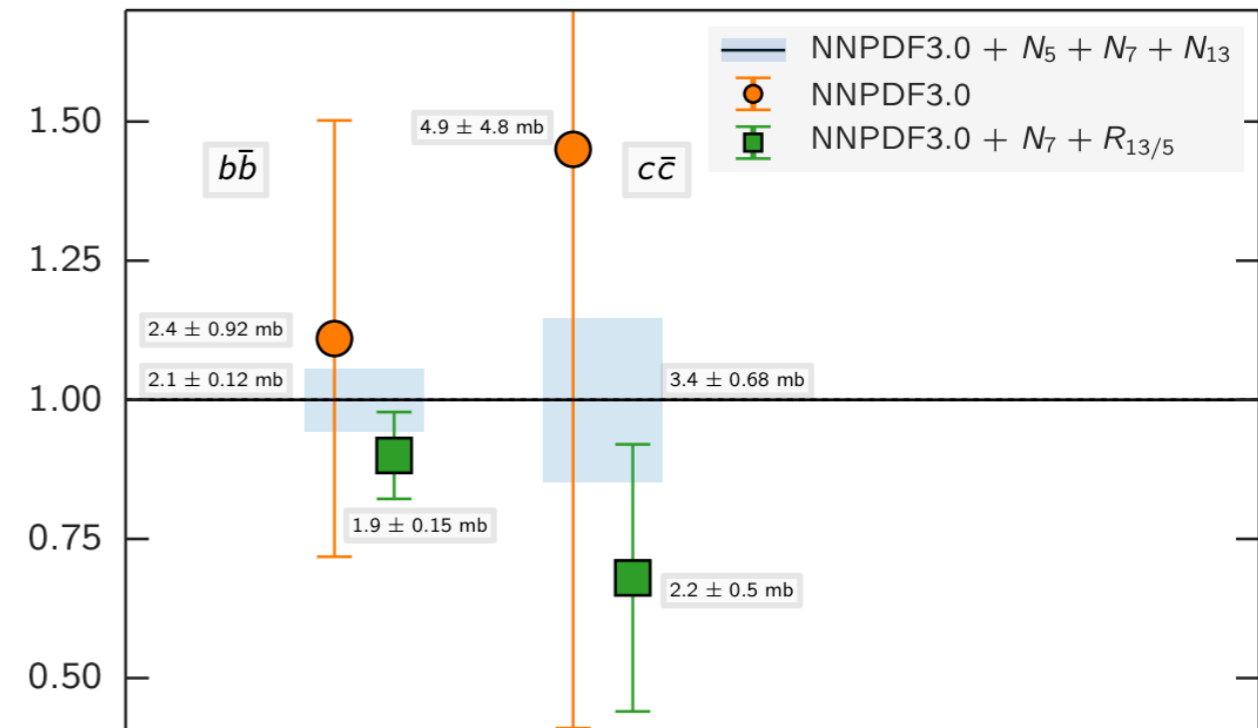 NNPDF3.0 + N₅ + N₇ + N₁₃
NNPDF3.0
NNPDF3.0 + N₇ + R₁₃/₅
1.50
1.25
1.00
0.75
0.50
bb̄
cc̄
4.9 ± 4.8 mb
2.4 ± 0.92 mb
2.1 ± 0.12 mb
3.4 ± 0.68 mb
1.9 ± 0.15 mb
2.2 ± 0.5 mb